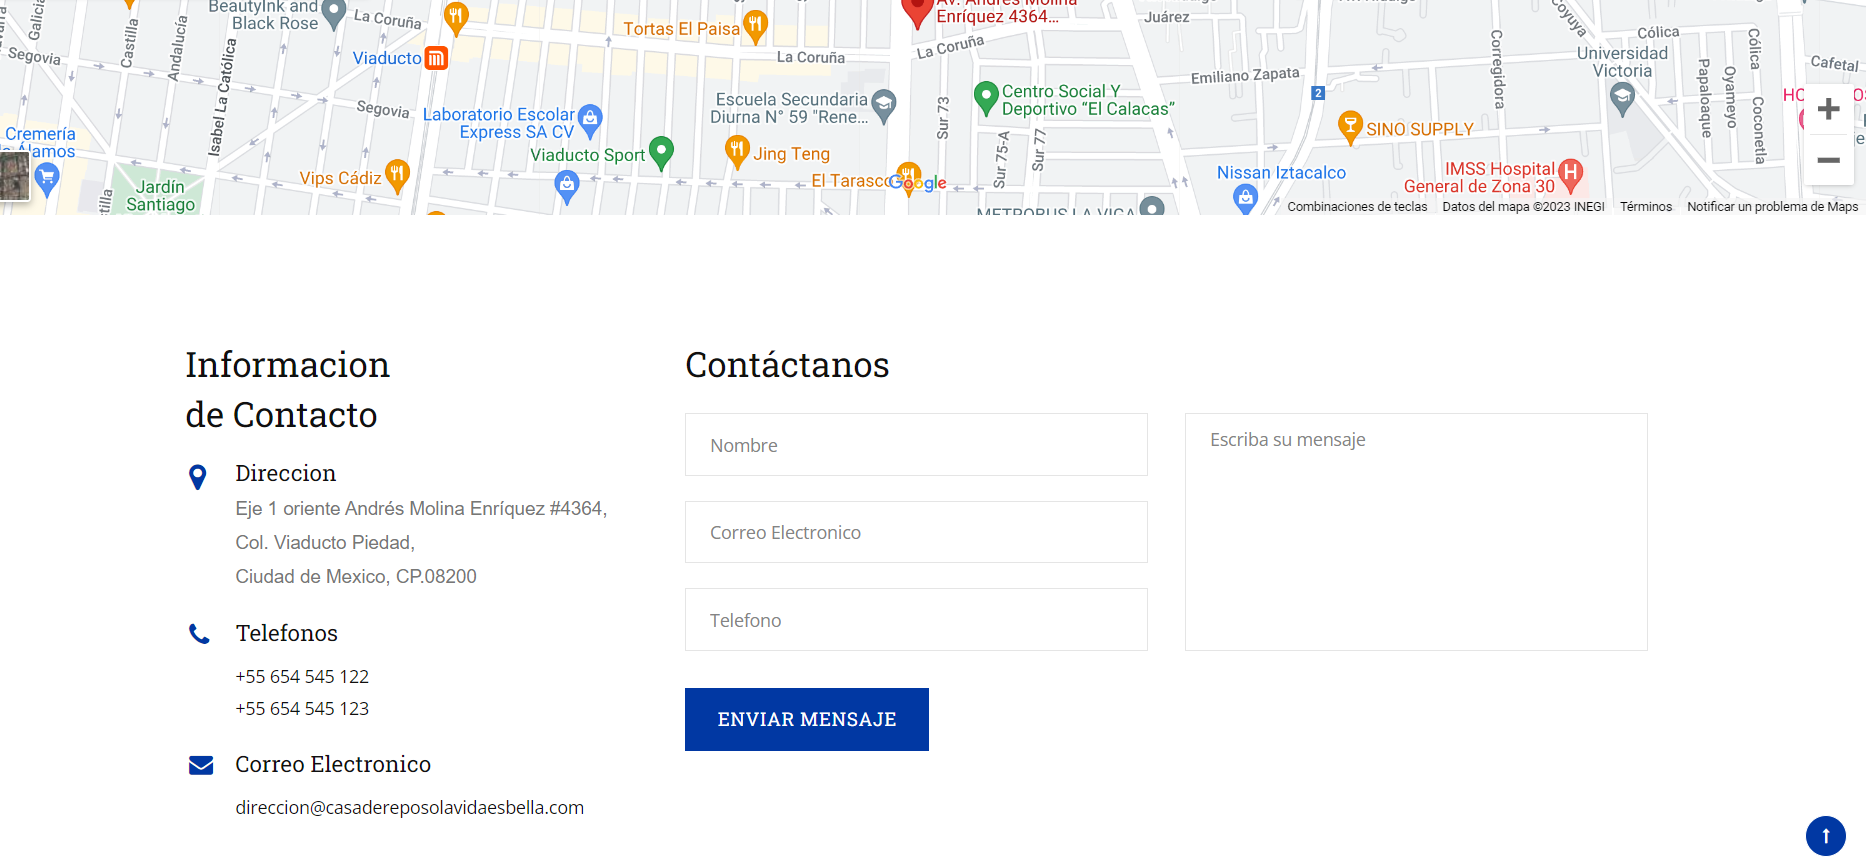 BeautyInk and
Black Rose
La Coruña
Segovia
Castilla
Andalucía
Isabel La Católica
Galicia
Viaducto
Tortas El Paisa
La Coruña
Av. Andrés Molina
Enríquez 4364...
La Coruña
Juárez
Coyuya
Cólica
Cólica
Universidad
Victoria
Cafetal
Emiliano Zapata
Corregidora
Papaloaque
Oyameyo
Coconetla
2
Segovia
Laboratorio Escolar
Express SA CV
Escuela Secundaria
Diurna N° 59 "Rene...
Sur 73
Centro Social Y
Deportivo “El Calacas”
Sur 75-A
Sur 77
SINO SUPPLY
Cremería
Álamos
Viaducto Sport
Jing Teng
Vips Cádiz
El Tarasco
Google
Nissan Iztacalco
IMSS Hospital
General de Zona 30
Jardín
Santiago
METROBUS LA VIGA
Combinaciones de teclas
Datos del mapa ©2023 INEGI
Términos
Notificar un problema de Maps
Informacion
de Contacto
Direccion
Eje 1 oriente Andrés Molina Enríquez #4364,
Col. Viaducto Piedad,
Ciudad de Mexico, CP.08200
Telefonos
+55 654 545 122
+55 654 545 123
Correo Electronico
direccion@casadereposolavidaesbella.com
Contáctanos
Nombre
Correo Electronico
Telefono
Escriba su mensaje
ENVIAR MENSAJE